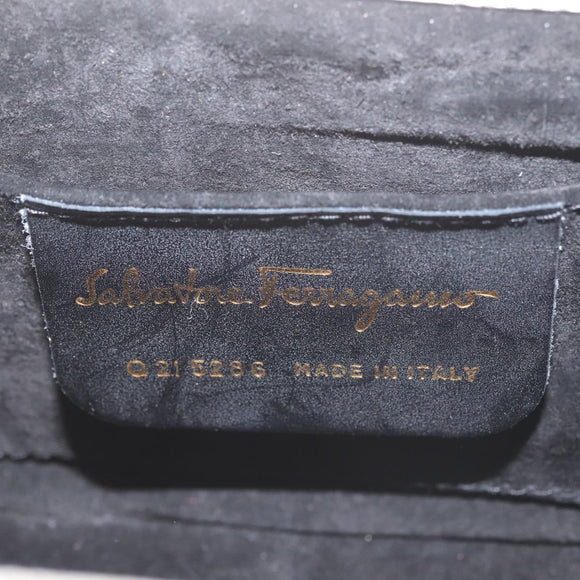 Salvatore Ferragamo
Q21 5286 MADE IN ITALY